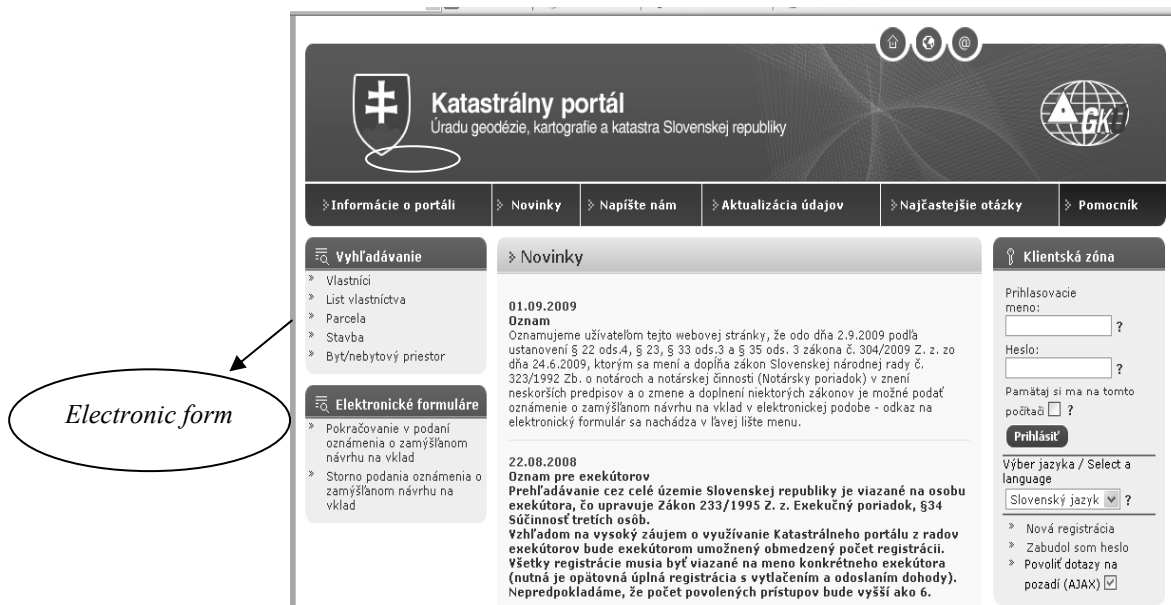 Katastrálny portál
Úradu geodézie, kartografie a katastra Slovenskej republiky
GKÚ
Informácie o portáli
Novinky
Napíšte nám
Aktualizácia údajov
Najčastejšie otázky
Pomocník
Vyhľadávanie
Vlastníci
List vlastníctva
Parcela
Stavba
Byt/nebytový priestor
Electronic form
Elektronické formuláre
Pokračovanie v podaní
oznámenia o zamýšľanom
návrhu na vklad
Storno podania oznámenia o
zamýšľanom návrhu na
vklad
Novinky
01.09.2009
Oznam
Oznamujeme užívateľom tejto webovej stránky, že odo dňa 2.9.2009 podľa
ustanovení § 22 ods.4, § 23, § 33 ods.3 a § 35 ods. 3 zákona č. 304/2009 Z. z. zo
dňa 24.6.2009, ktorým sa mení a dopĺňa zákon Slovenskej národnej rady č.
323/1992 Zb. o notároch a notárskej činnosti (Notársky poriadok) v znení
neskorších predpisov a o zmene a doplnení niektorých zákonov je možné podať
oznámenie o zamýšľanom návrhu na vklad v elektronickej podobe - odkaz na
elektronický formulár sa nachádza v ľavej lište menu.
22.08.2008
Oznam pre exekútorov
Prehľadávanie cez celé územie Slovenskej republiky je viazané na osobu
exekútora, čo upravuje Zákon 233/1995 Z. z. Exekučný poriadok, §34
Súčinnosť tretích osôb.
Vzhľadom na vysoký záujem o využívanie Katastrálneho portálu z radov
exekútorov bude exekútorom umožnený obmedzený počet registrácií.
Všetky registrácie musia byť viazané na meno konkrétneho exekútora
(nutná je opätovná úplná registrácia s vytlačením a odoslaním dohody).
Nepredpokladáme, že počet povolených prístupov bude vyšší ako 6.
Klientská zóna
Prihlasovacie
meno:
?
Heslo:
?
Pamätaj si ma na tomto
počítači ?
Prihlásiť
Výber jazyka / Select a
language
Slovenský jazyk ?
Nová registrácia
Zabudol som heslo
Povoliť dotazy na
pozadí (AJAX)